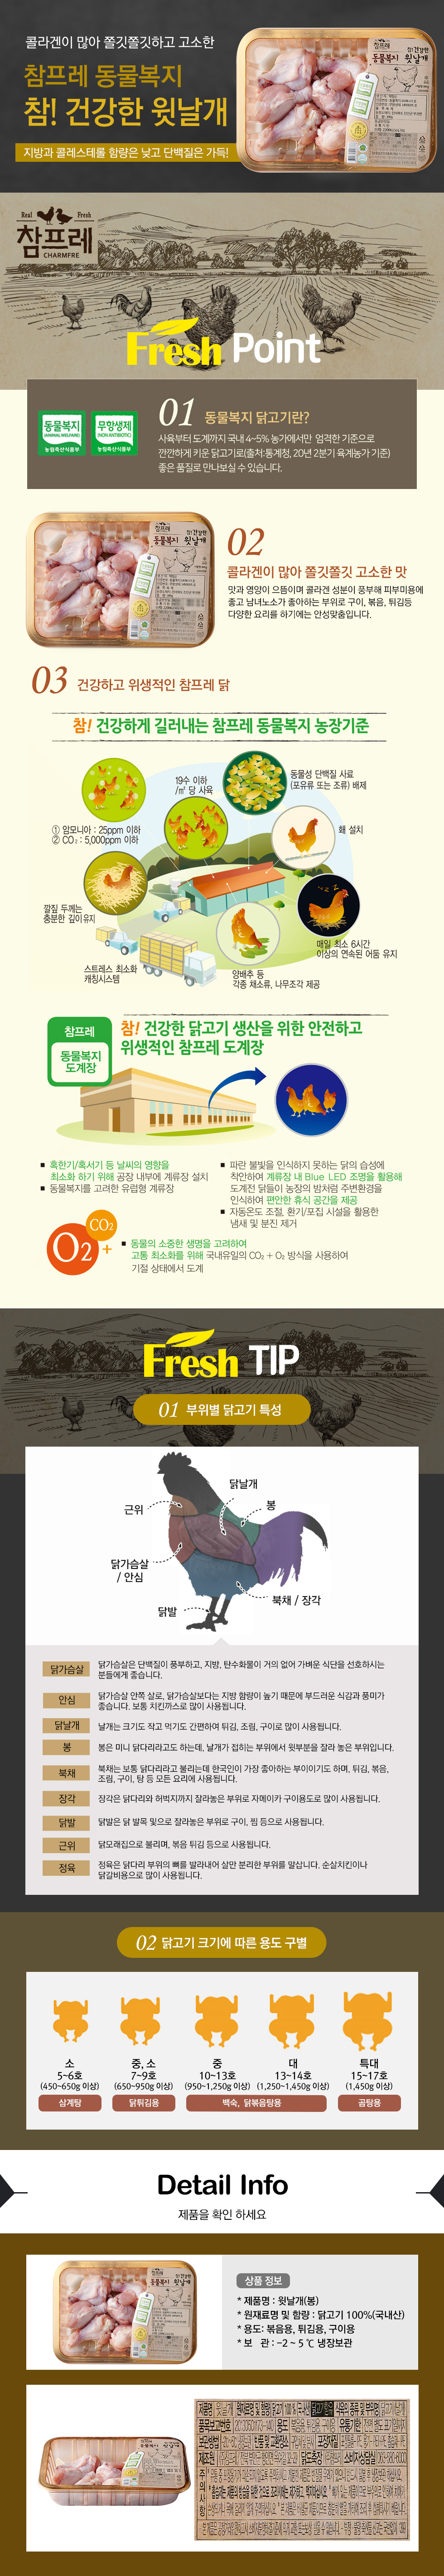 콜라겐이 많아 쫄깃쫄깃하고 고소한
참프레 동물복지
참! 건강한 윗날개
지방과 콜레스테롤 함량은 낮고 단백질은 가득!
Real Fresh
참프레
CHARMFRE
Fresh Point
동물복지
(ANIMAL WELFARE)
농림축산식품부
무항생제
(NON ANTIBIOTIC)
농림축산식품부
01 동물복지 닭고기란?
사육부터 도계까지 국내 4~5% 농가에서만 엄격한 기준으로
깐깐하게 키운 닭고기로(출처:통계청, 20년 2분기 육계농가 기준)
좋은 품질로 만나보실 수 있습니다.
02
콜라겐이 많아 쫄깃쫄깃 고소한 맛
맛과 영양이 으뜸이며 콜라겐 성분이 풍부해 피부미용에
좋고 남녀노소가 좋아하는 부위로 구이, 볶음, 튀김등
다양한 요리를 하기에는 안성맞춤입니다.
03 건강하고 위생적인 참프레 닭
참! 건강하게 길러내는 참프레 동물복지 농장기준
① 암모니아 : 25ppm 이하
② CO₂ : 5,000ppm 이하
19수 이하
/㎡ 당 사육
동물성 단백질 사료
(포유류 또는 조류) 배제
홰 설치
깔짚 두께는
충분한 깊이유지
스트레스 최소화
캐칭시스템
양배추 등
각종 채소류, 나무조각 제공
매일 최소 6시간
이상의 연속된 어둠 유지
참프레
동물복지
도계장
참! 건강한 닭고기 생산을 위한 안전하고
위생적인 참프레 도계장
■ 혹한기/혹서기 등 날씨의 영향을
최소화 하기 위해 공장 내부에 계류장 설치
■ 동물복지를 고려한 유럽형 계류장
■ 파란 불빛을 인식하지 못하는 닭의 습성에
착안하여 계류장 내 Blue LED 조명을 활용해
도계전 닭들이 농장의 밤처럼 주변환경을
인식하여 편안한 휴식 공간을 제공
■ 자동온도 조절, 환기/포집 시설을 활용한
냄새 및 분진 제거
O₂ + CO₂
■ 동물의 소중한 생명을 고려하여
고통 최소화를 위해 국내유일의 CO₂ + O₂ 방식을 사용하여
기절 상태에서 도계
Fresh TIP
01 부위별 닭고기 특성
닭날개
근위
봉
닭가슴살
/ 안심
북채 / 장각
닭발
닭가슴살 닭가슴살은 단백질이 풍부하고, 지방, 탄수화물이 거의 없어 가벼운 식단을 선호하시는
분들에게 좋습니다.
안심 닭가슴살 안쪽 살로, 닭가슴살보다는 지방 함량이 높기 때문에 부드러운 식감과 풍미가
좋습니다. 보통 치킨까스로 많이 사용됩니다.
닭날개 날개는 크기도 작고 먹기도 간편하여 튀김, 조림, 구이로 많이 사용됩니다.
봉 봉은 미니 닭다리라고도 하는데, 날개가 접히는 부위에서 윗부분을 잘라 놓은 부위입니다.
북채 북채는 보통 닭다리라고 불리는데 한국인이 가장 좋아하는 부이이기도 하며, 튀김, 볶음,
조림, 구이, 탕 등 모든 요리에 사용됩니다.
장각 장각은 닭다리와 허벅지까지 잘라놓은 부위로 자메이카 구이용도로 많이 사용됩니다.
닭발 닭발은 닭 발목 밑으로 잘라놓은 부위로 구이, 찜 등으로 사용됩니다.
근위 닭모래집으로 불리며, 볶음 튀김 등으로 사용됩니다.
정육 정육은 닭다리 부위의 뼈를 발라내어 살만 분리한 부위를 말삽니다. 순살치킨이나
닭갈비용으로 많이 사용됩니다.
02 닭고기 크기에 따른 용도 구별
소
5~6호
(450~650g 이상)
삼계탕
중, 소
7~9호
(650~950g 이상)
닭튀김용
중
10~13호
(950~1,250g 이상)
대
13~14호
(1,250~1,450g 이상)
백숙, 닭볶음탕용
특대
15~17호
(1,450g 이상)
곰탕용
Detail Info
제품을 확인 하세요
상품 정보
* 제품명 : 윗날개(봉)
* 원재료명 및 함량 : 닭고기 100%(국내산)
* 용도: 볶음용, 튀김용, 구이용
* 보 관 : -2 ~ 5 ℃ 냉장보관